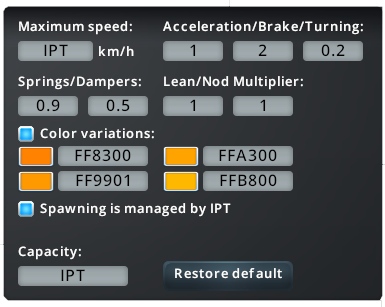 Maximum speed: Acceleration/Brake/Turning:
IPT km/h 1 2 0.2
Springs/Dampers: Lean/Nod Multiplier:
0.9 0.5 1 1
Color variations:
FF8300 FFA300
FF9901 FFB800
Spawning is managed by IPT
Capacity:
IPT Restore default